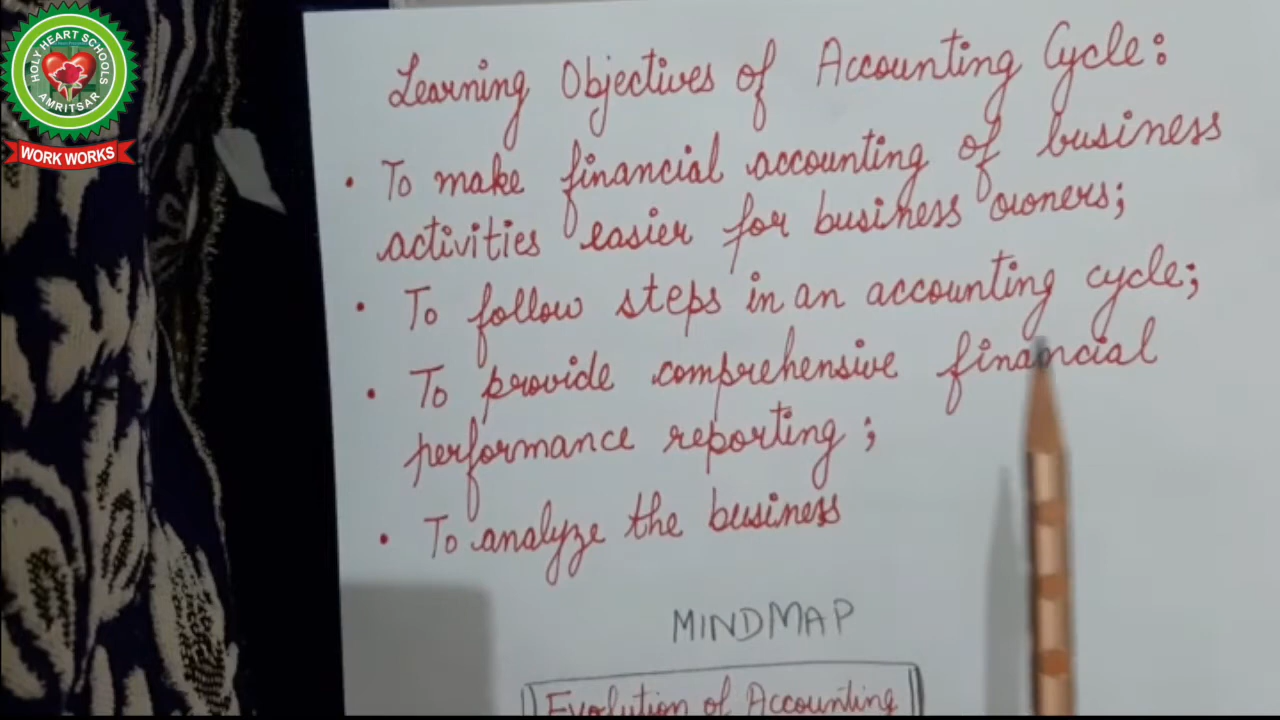 HOLY HEART SCHOOLS
AMRITSAR
WORK WORKS
Learning Objectives of Accounting Cycle:
• To make financial accounting of business
activities easier for business owners;
• To follow steps in an accounting cycle;
• To provide comprehensive financial
performance reporting;
• To analyze the business
MINDMAP
Evolution of Accounting